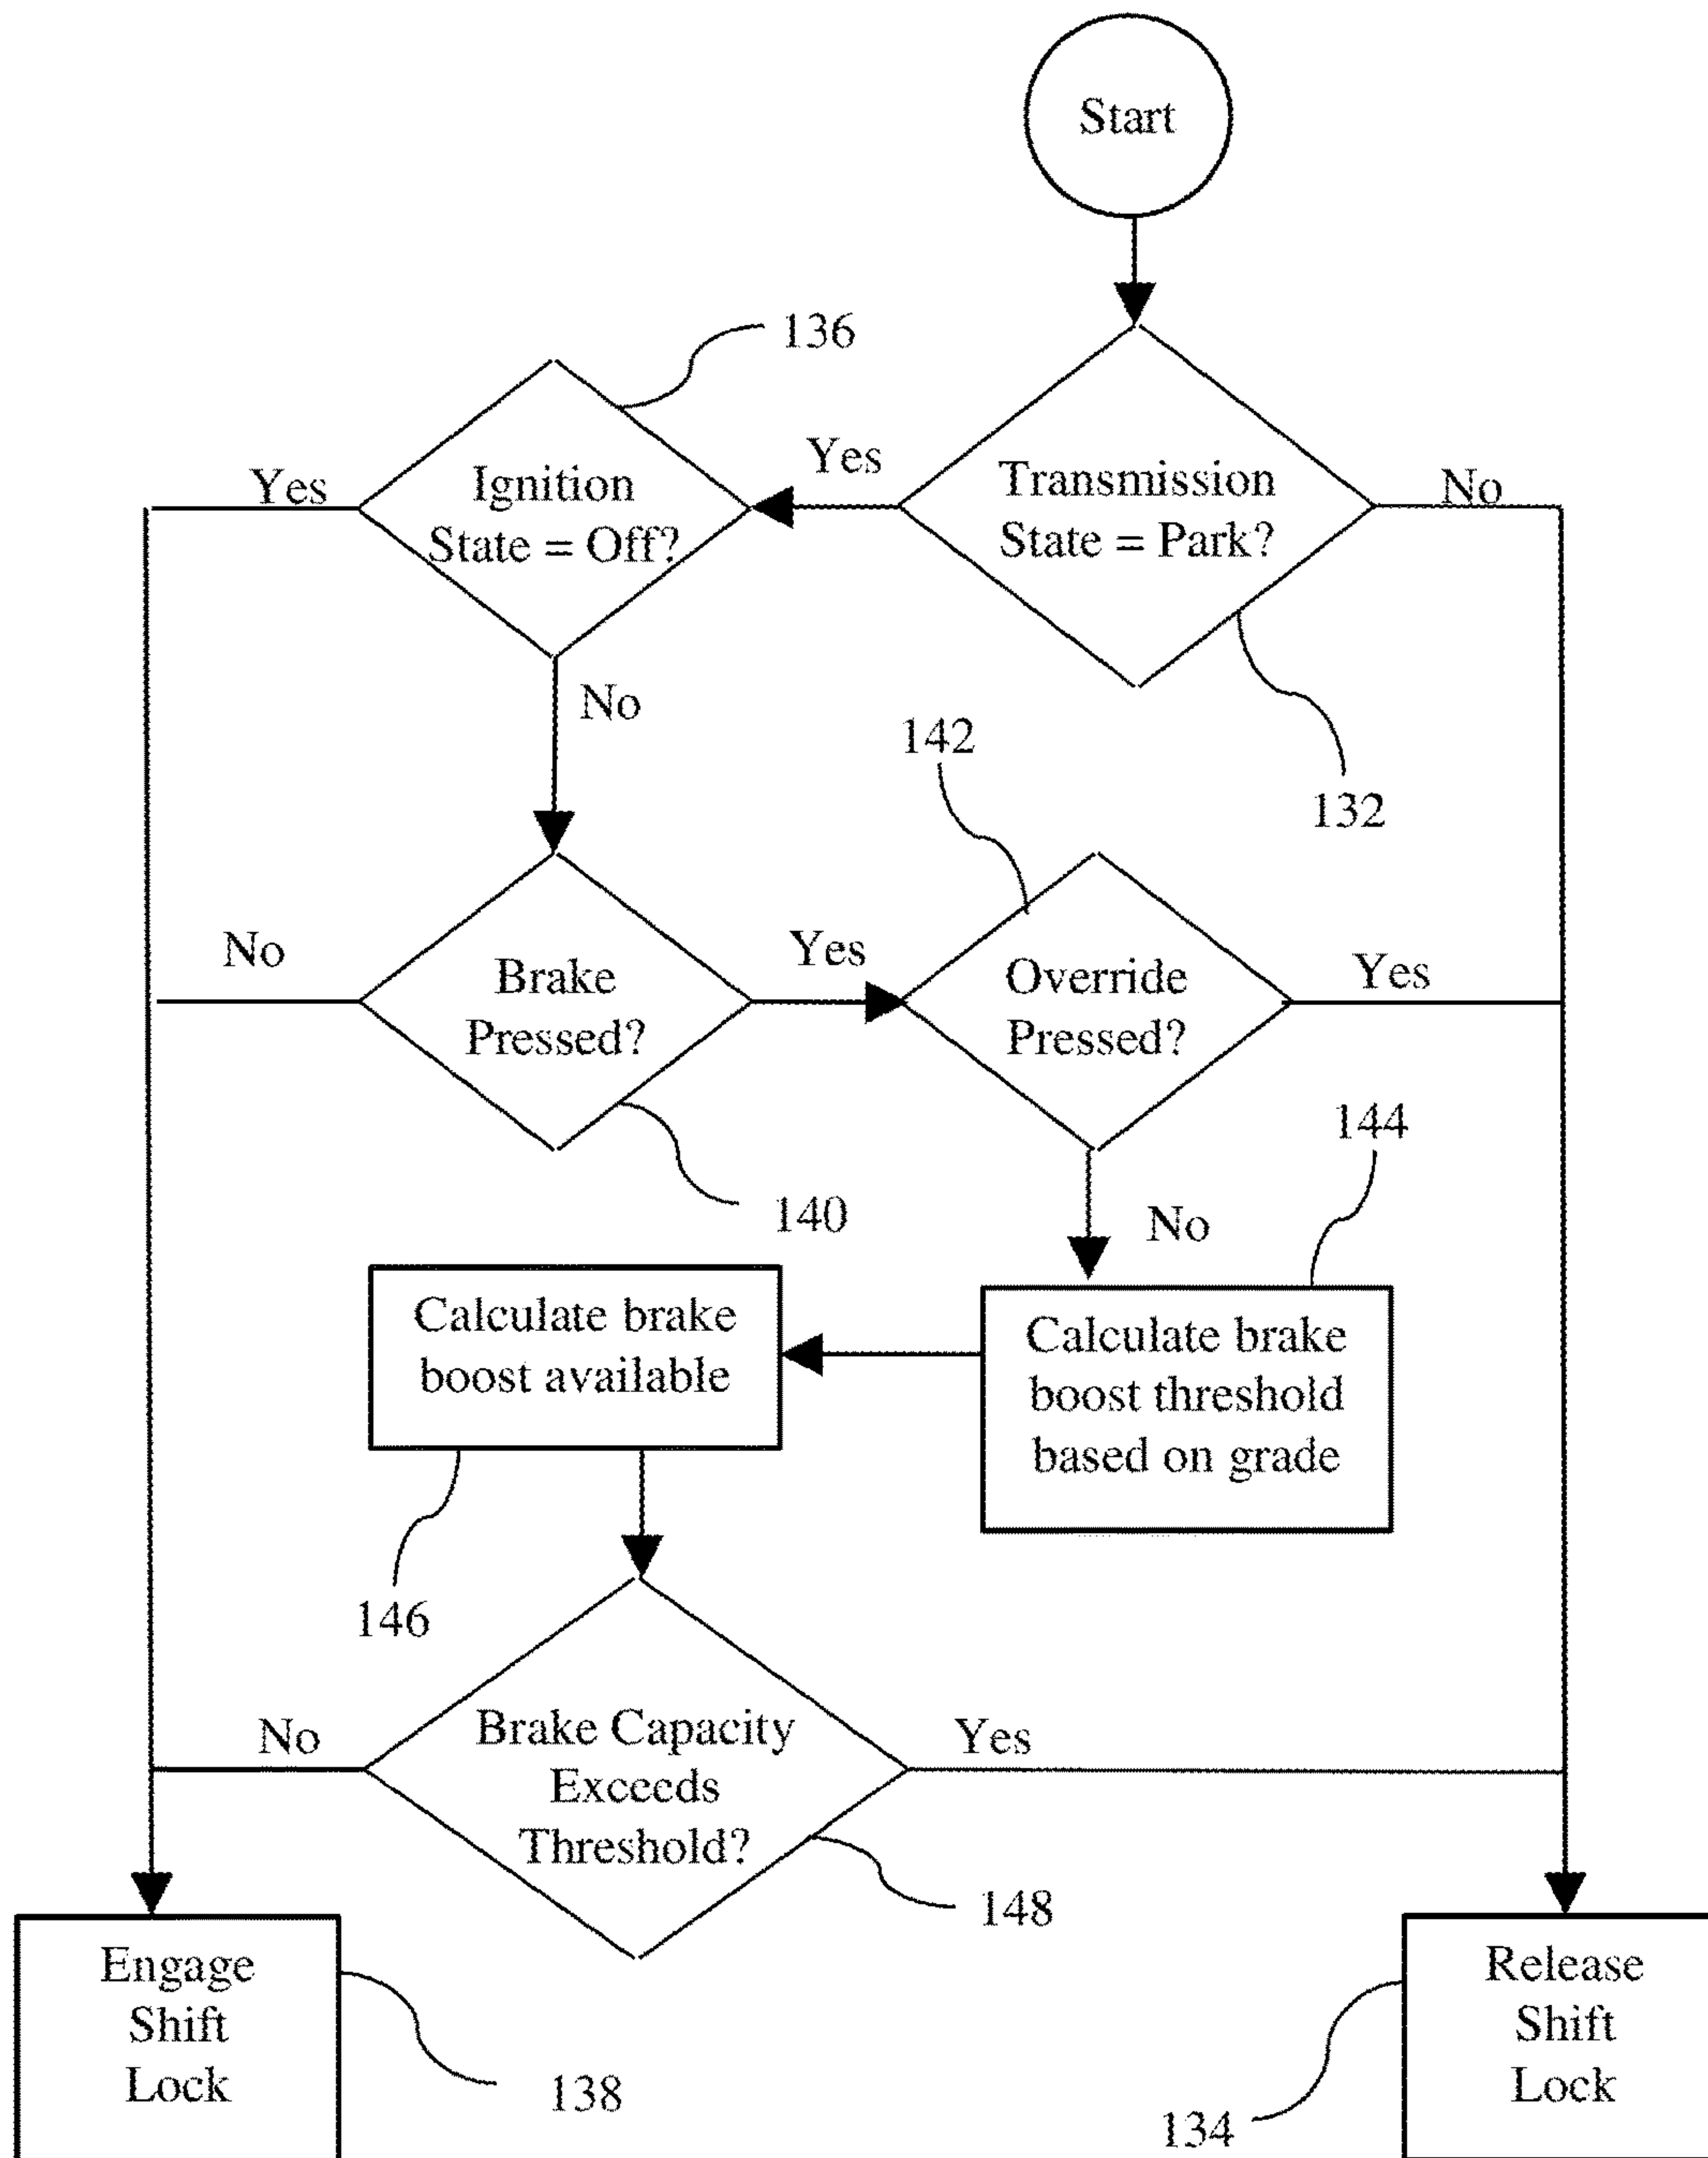 Start
136
Yes
Ignition
State = Off?
Yes
Transmission
State = Park?
No
No
142
132
No
Brake
Pressed?
Yes
Override
Pressed?
Yes
144
140
No
Calculate brake
boost available
Calculate brake
boost threshold
based on grade
146
No
Brake Capacity
Exceeds
Threshold?
Yes
148
Engage
Shift
Lock
138
Release
Shift
Lock
134